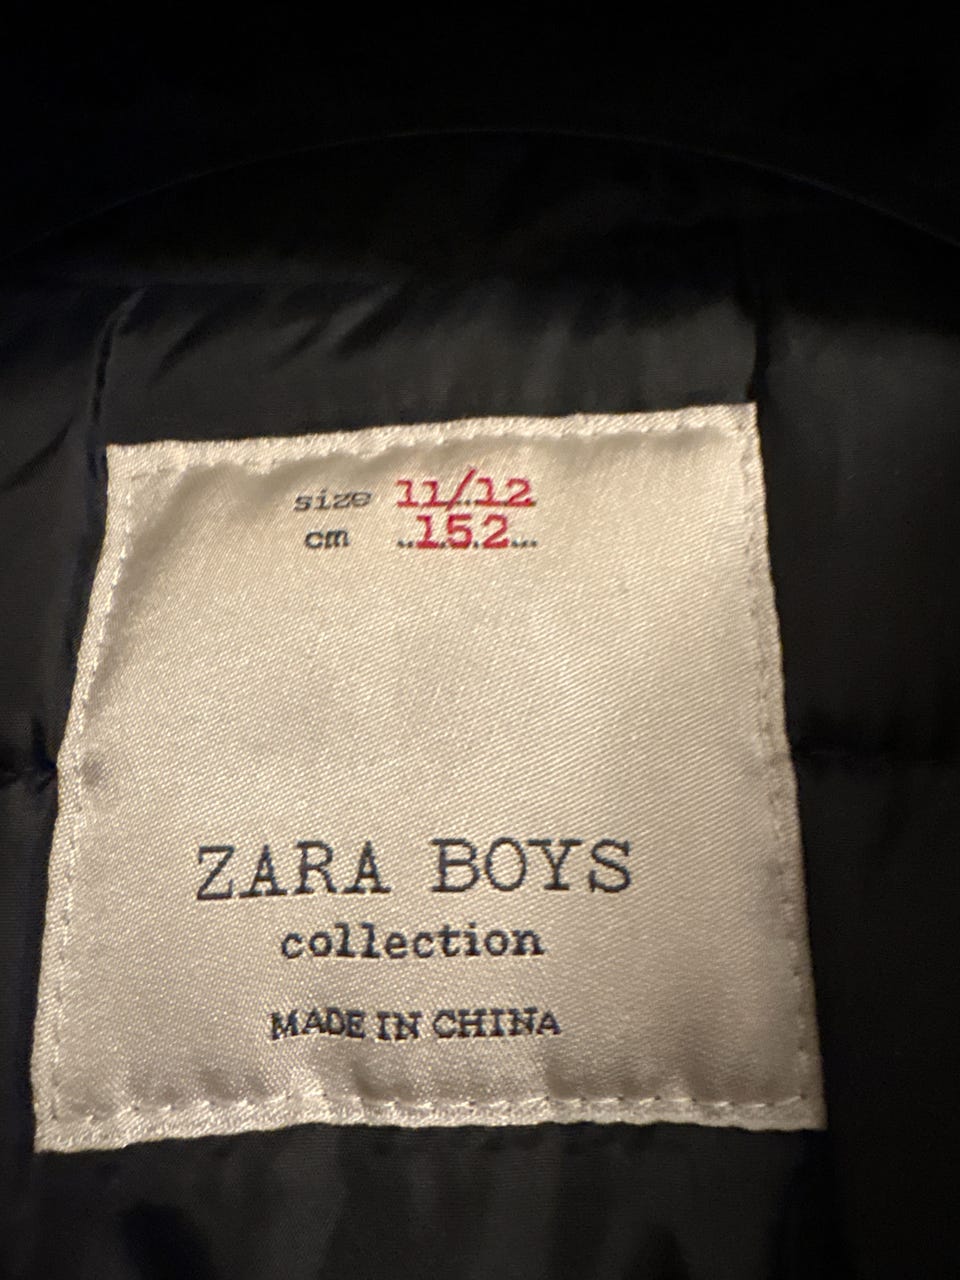 size 11/12
cm 152
ZARA BOYS
collection
MADE IN CHINA